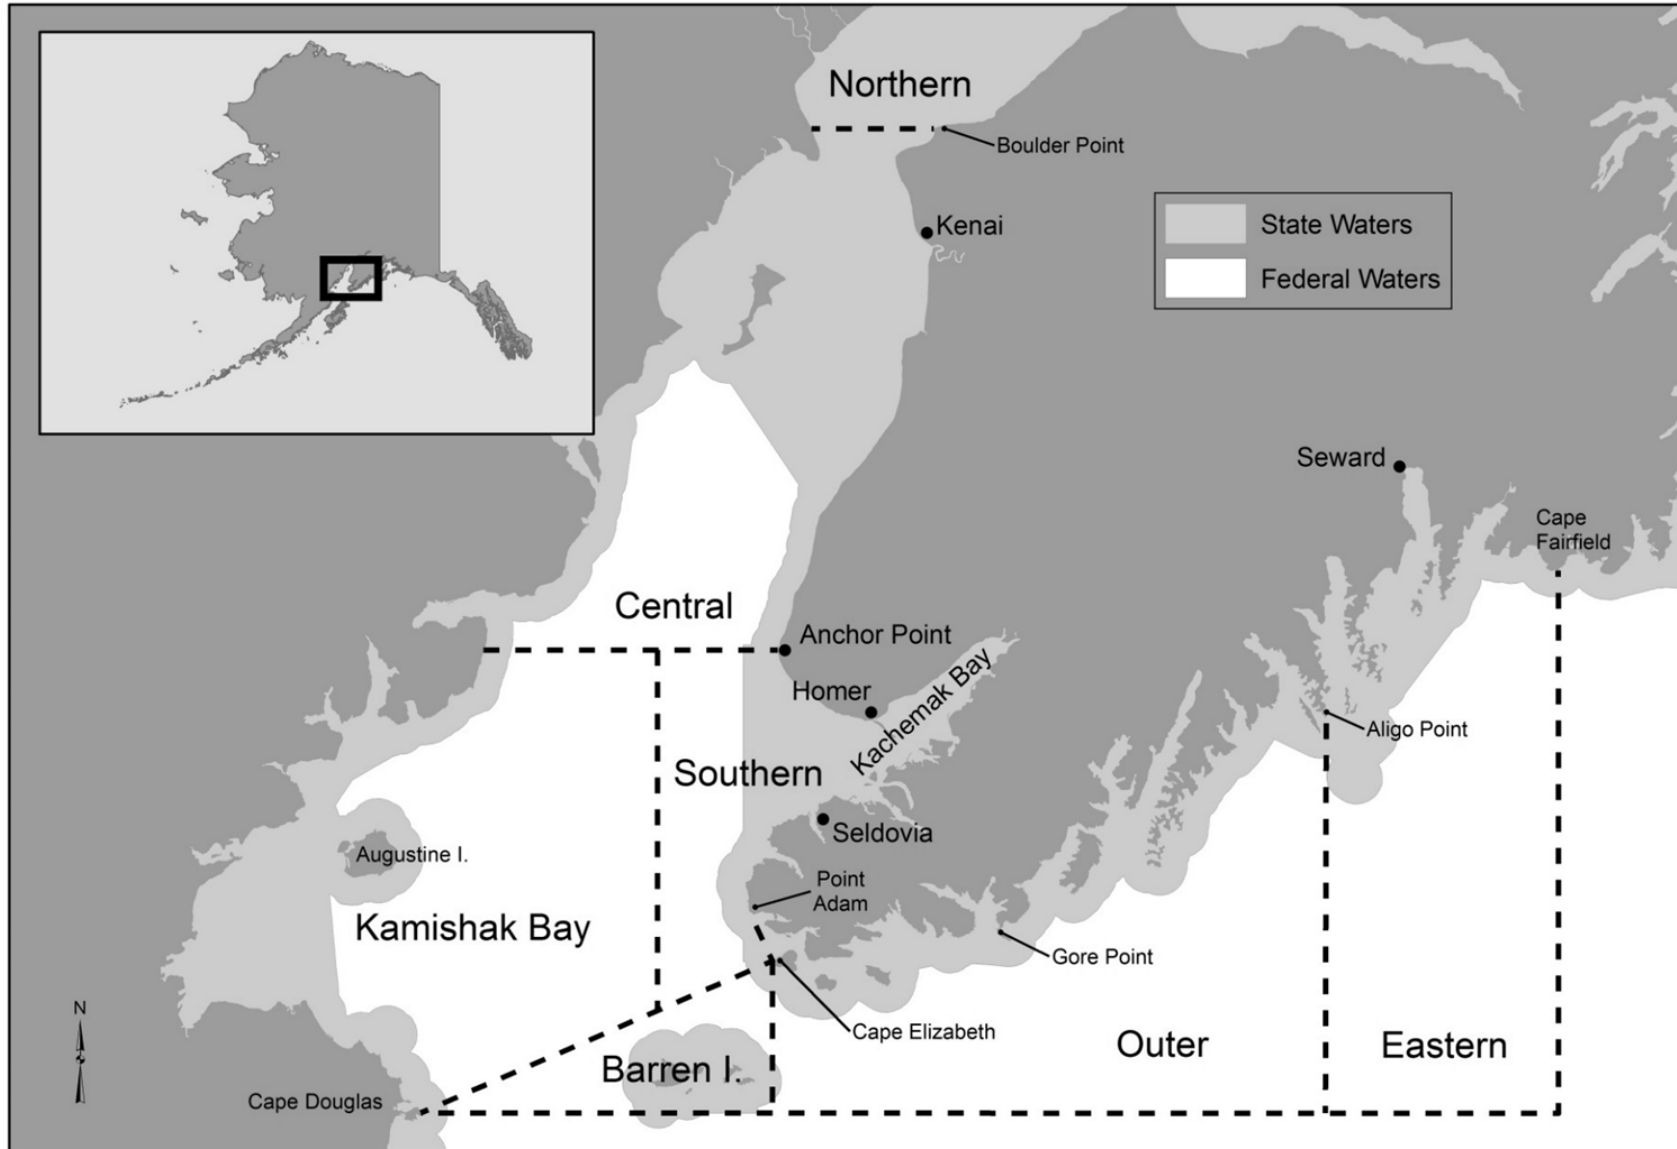 Northern
Boulder Point
Kenai
State Waters
Federal Waters
Seward
Cape
Fairfield
Central
Anchor Point
Homer
Kachemak Bay
Southern
Aligo Point
Seldovia
Augustine I.
Point
Adam
Kamishak Bay
Gore Point
N
Cape Elizabeth
Outer
Eastern
Barren I.
Cape Douglas